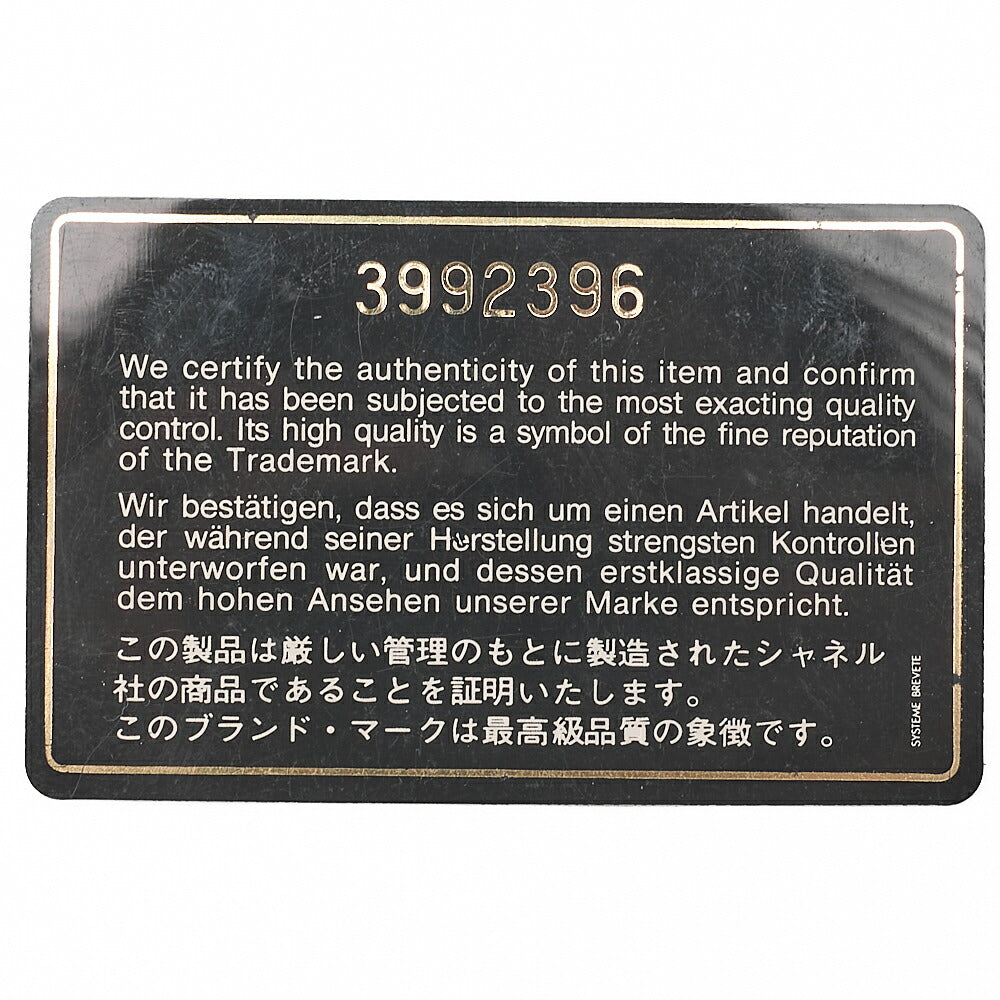 3992396
We certify the authenticity of this item and confirm
that it has been subjected to the most exacting quality
control. Its high quality is a symbol of the fine reputation
of the Trademark.
Wir bestätigen, dass es sich um einen Artikel handelt,
der während seiner Herstellung strengsten Kontrollen
unterworfen war, und dessen erstklassige Qualität
dem hohen Ansehen unserer Marke entspricht.
この製品は厳しい管理のもとに製造されたシャネル
社の商品であることを証明いたします。
このブランド・マークは最高級品質の象徴です。
SYSTEME BREVETE